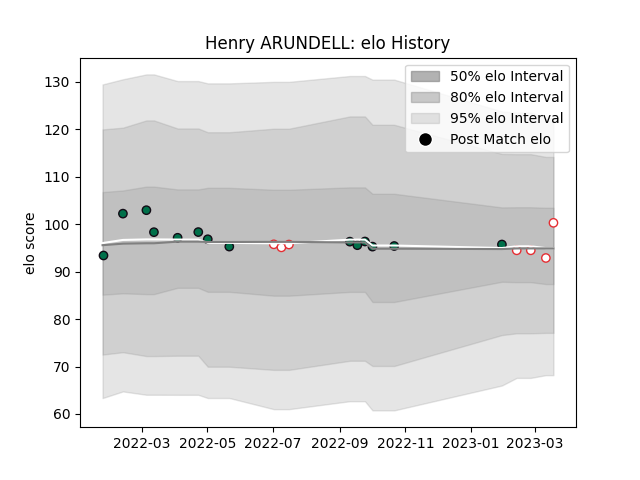 Henry ARUNDELL: elo History
50% elo Interval
80% elo Interval
95% elo Interval
Post Match elo
elo score
130
120
110
100
90
80
70
60
2022-03 2022-05 2022-07 2022-09 2022-11 2023-01 2023-03